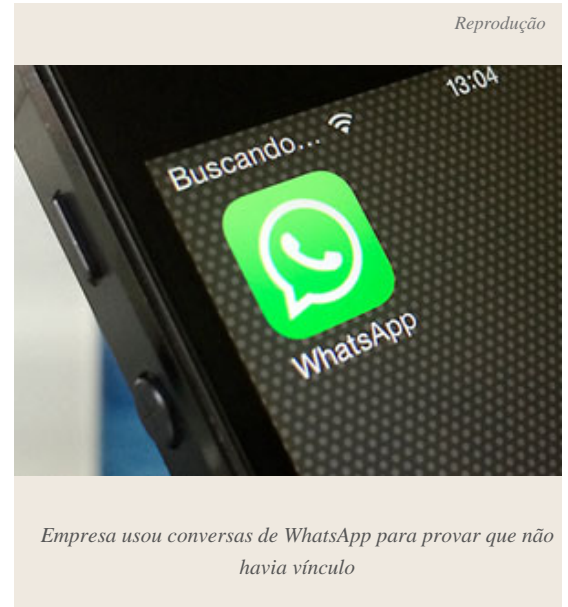 Reprodução
13:04
Buscando...
WhatsApp
Empresa usou conversas de WhatsApp para provar que não
havia vínculo